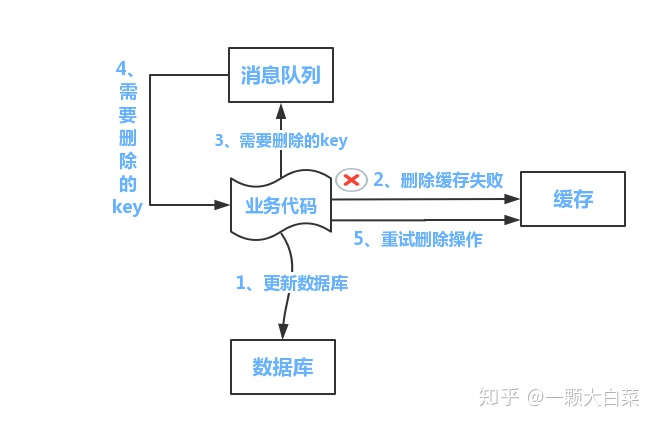 消息队列
4、需要删除的key
3、需要删除的key
业务代码
2、删除缓存失败
缓存
5、重试删除操作
1、更新数据库
数据库
知乎 @一颗大白菜